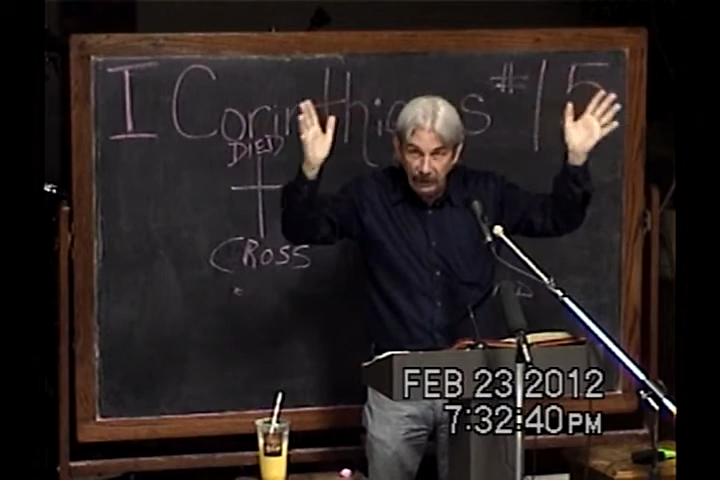 I Corinthians #15
DIED
CROSS
FEB 23 2012
7:32:40 PM